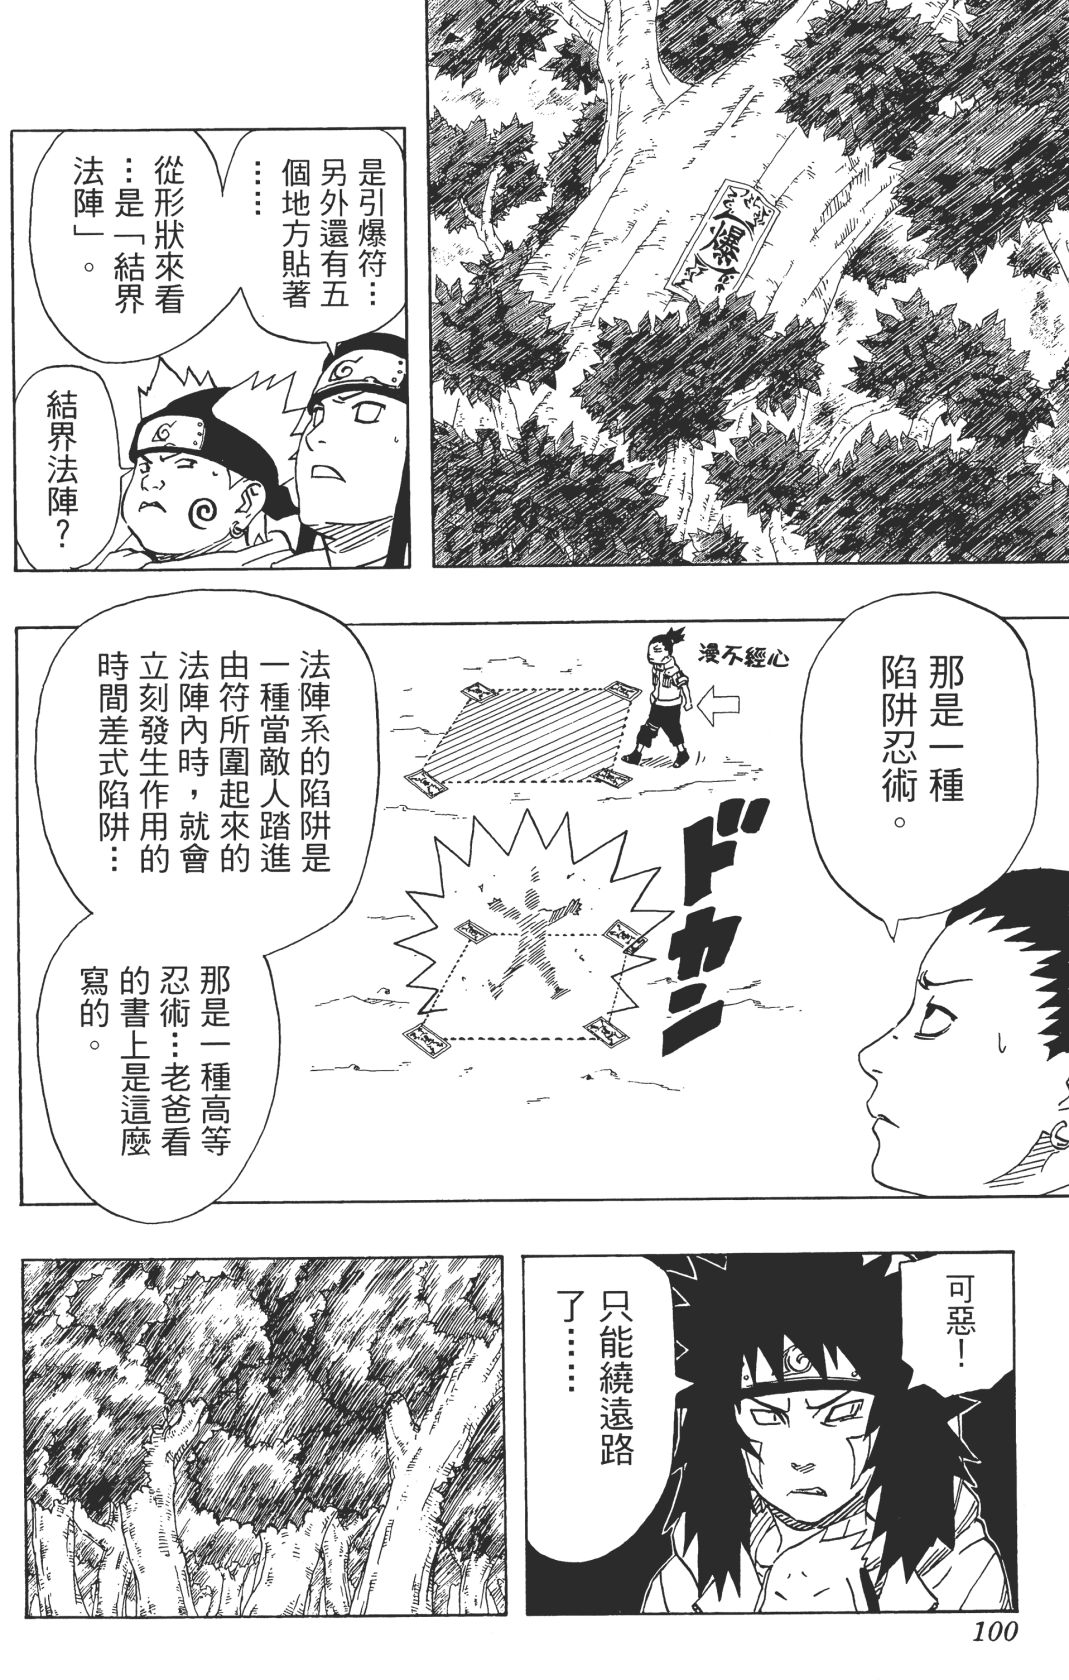 爆
是引爆符…
另外還有五
個地方貼著
……
從形狀來看
…是「結界
法陣」。
結界法陣？
那是一種
陷阱忍術。
漫不經心
ドカン
法陣系的陷阱是
一種當敵人踏進
由符所圍起來的
法陣內時，就會
立刻發生作用的
時間差式陷阱…
那是一種高等
忍術…老爸看
的書上是這麼
寫的。
可惡！
只能繞遠路
了……
100